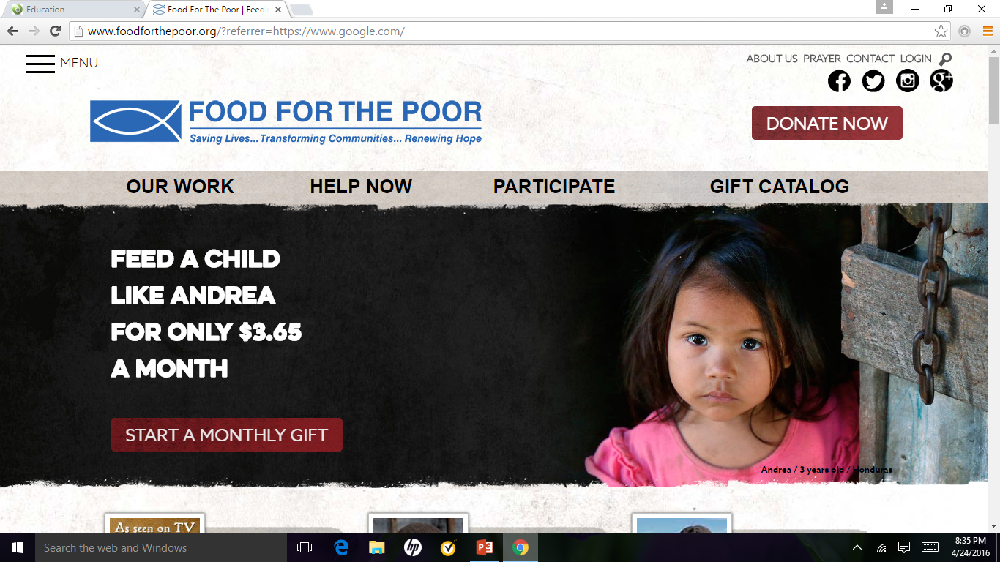 Education
Food For The Poor | Feedi
www.foodforthepoor.org/?referrer=https://www.google.com/
MENU
ABOUT US PRAYER CONTACT LOGIN
FOOD FOR THE POOR
Saving Lives... Transforming Communities... Renewing Hope
DONATE NOW
OUR WORK HELP NOW PARTICIPATE GIFT CATALOG
FEED A CHILD
LIKE ANDREA
FOR ONLY $3.65
A MONTH
START A MONTHLY GIFT
Andrea / 3 years old / Honduras
As seen on TV
Search the web and Windows
hp
8:35 PM
4/24/2016